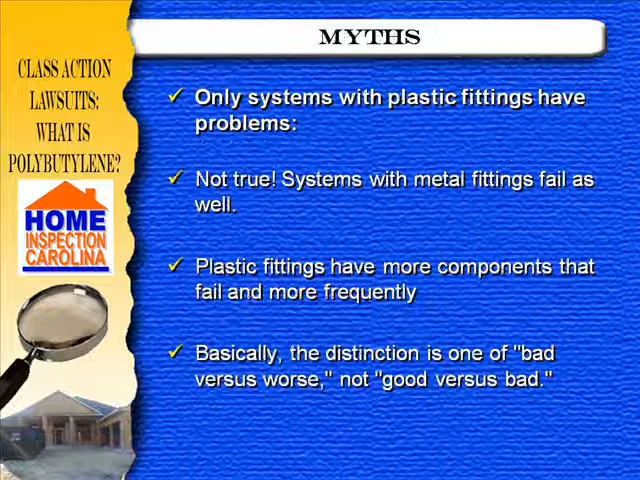 MYTHS
CLASS ACTION
LAWSUITS:
WHAT IS
POLYBUTYLENE?
HOME
INSPECTION
CAROLINA
Only systems with plastic fittings have
problems:
Not true! Systems with metal fittings fail as
well.
Plastic fittings have more components that
fail and more frequently
Basically, the distinction is one of "bad
versus worse," not "good versus bad."